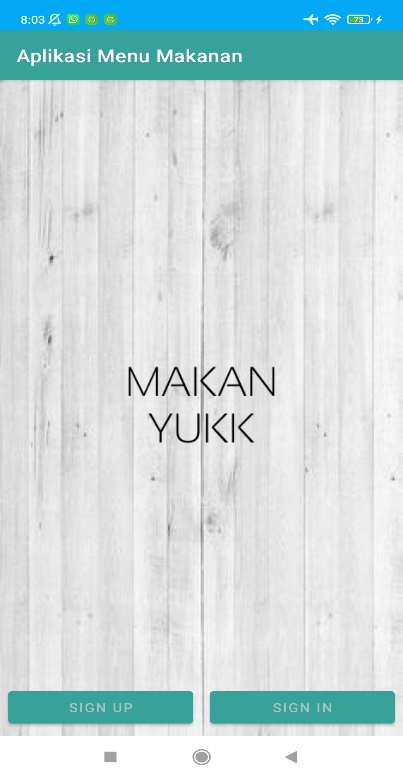 8:03
73
Aplikasi Menu Makanan
MAKAN
YUKK
SIGN UP
SIGN IN